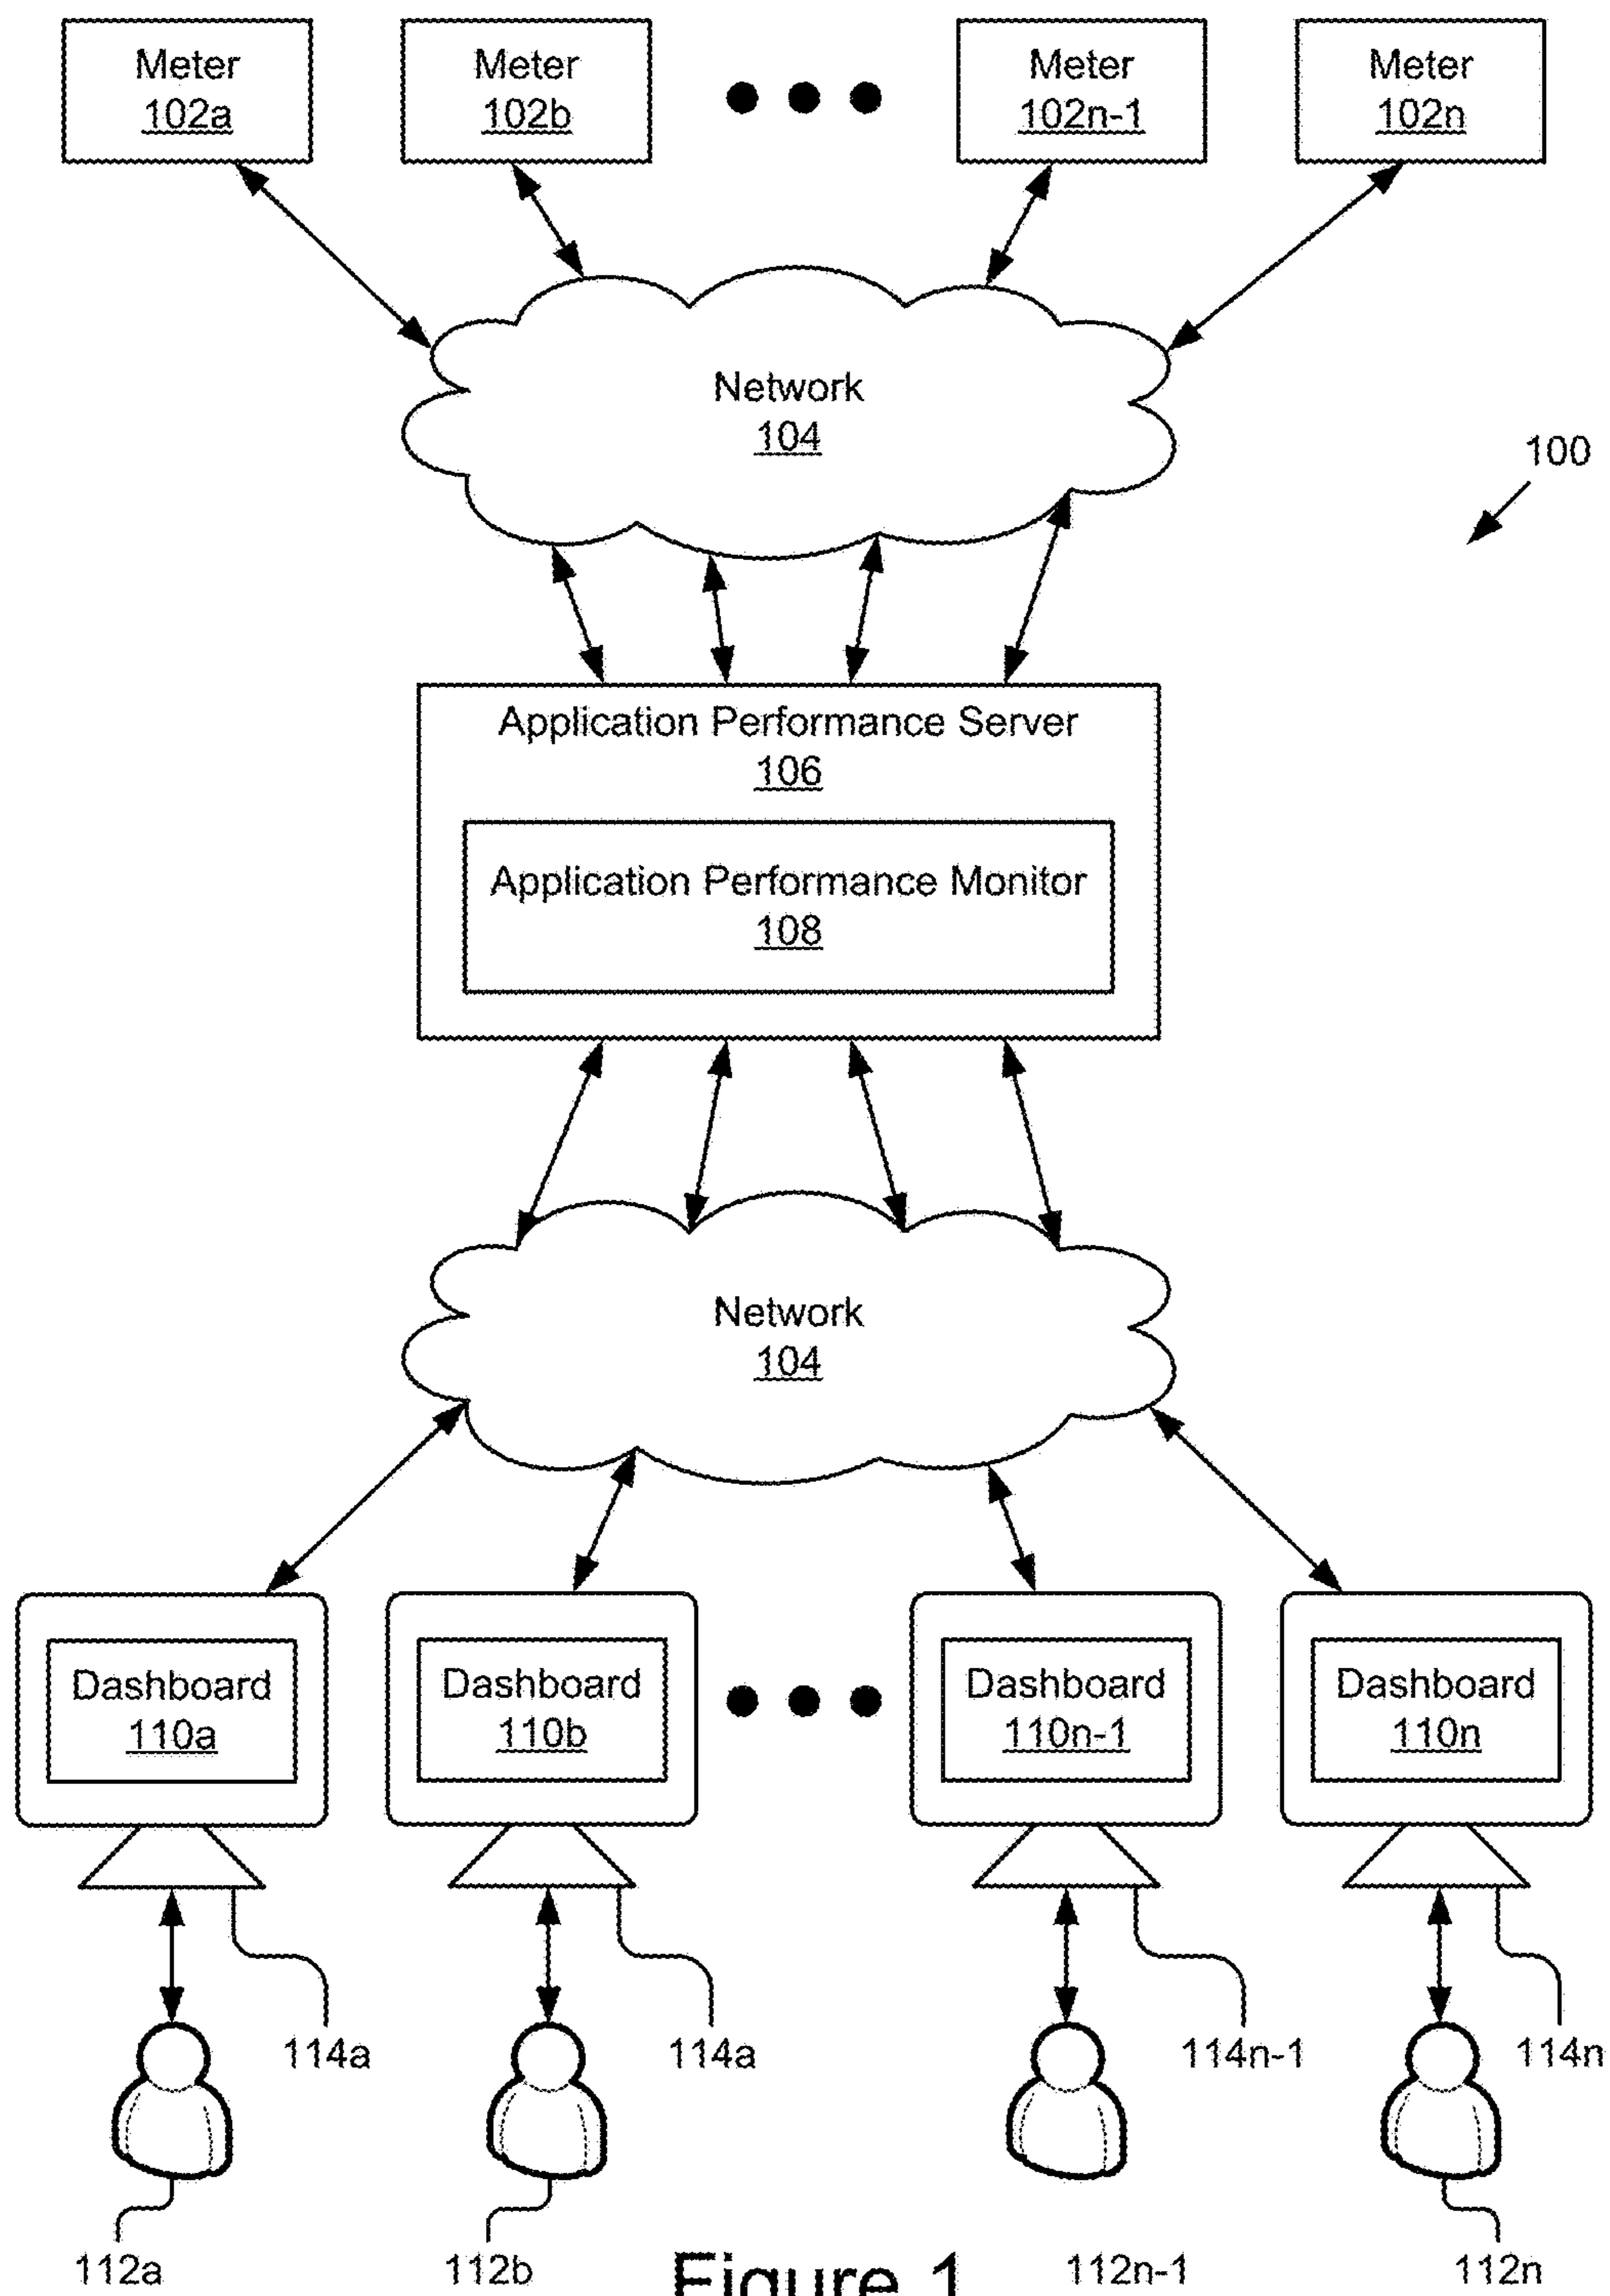 Meter
102a
Meter
102b
Meter
102n-1
Meter
102n
Network
104
100
Application Performance Server
106
Application Performance Monitor
108
Network
104
Dashboard
110a
Dashboard
110b
Dashboard
110n-1
Dashboard
110n
114a
114a
114n-1
114n
112a
112b
112n-1
112n
Figure 1